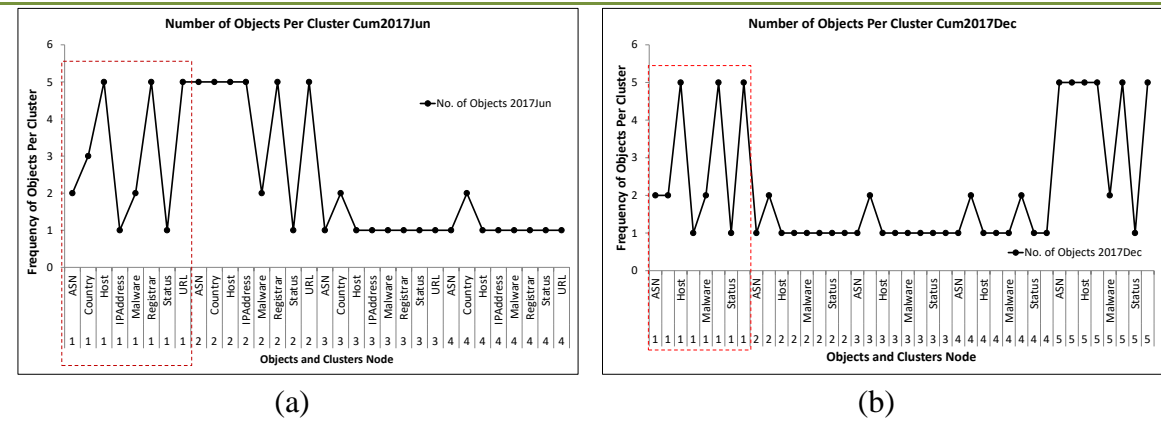 Number of Objects Per Cluster Cum2017Jun
Frequency of Objects Per Cluster
6
5
4
3
2
1
0
No. of Objects 2017Jun
ASN Country Host IPAddress Malware Registrar Status URL ASN Country Host IPAddress Malware Registrar Status URL ASN Country Host IPAddress Malware Registrar Status URL ASN Country Host IPAddress Malware Registrar Status URL
1 1 1 1 1 1 1 1 2 2 2 2 2 2 2 2 3 3 3 3 3 3 3 3 4 4 4 4 4 4 4 4
Objects and Clusters Node
(a)
Number of Objects Per Cluster Cum2017Dec
Frequency of Objects Per Cluster
6
5
4
3
2
1
0
No. of Objects 2017Dec
ASN Host Malware Status ASN Host Malware Status ASN Host Malware Status ASN Host Malware Status ASN Host Malware Status
1 1 1 1 1 1 1 1 2 2 2 2 2 2 2 2 3 3 3 3 3 3 3 3 4 4 4 4 4 4 4 4 5 5 5 5 5 5 5 5
Objects and Clusters Node
(b)